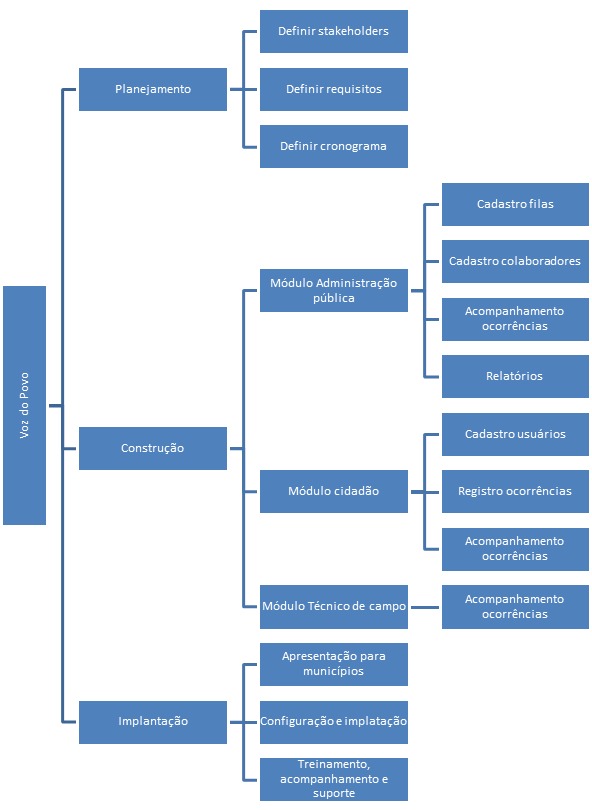 Voz do Povo
Planejamento
Definir stakeholders
Definir requisitos
Definir cronograma
Construção
Módulo Administração
pública
Cadastro filas
Cadastro colaboradores
Acompanhamento
ocorrências
Relatórios
Módulo cidadão
Cadastro usuários
Registro ocorrências
Acompanhamento
ocorrências
Módulo Técnico de campo
Acompanhamento
ocorrências
Implantação
Apresentação para
municípios
Configuração e implatação
Treinamento,
acompanhamento e
suporte